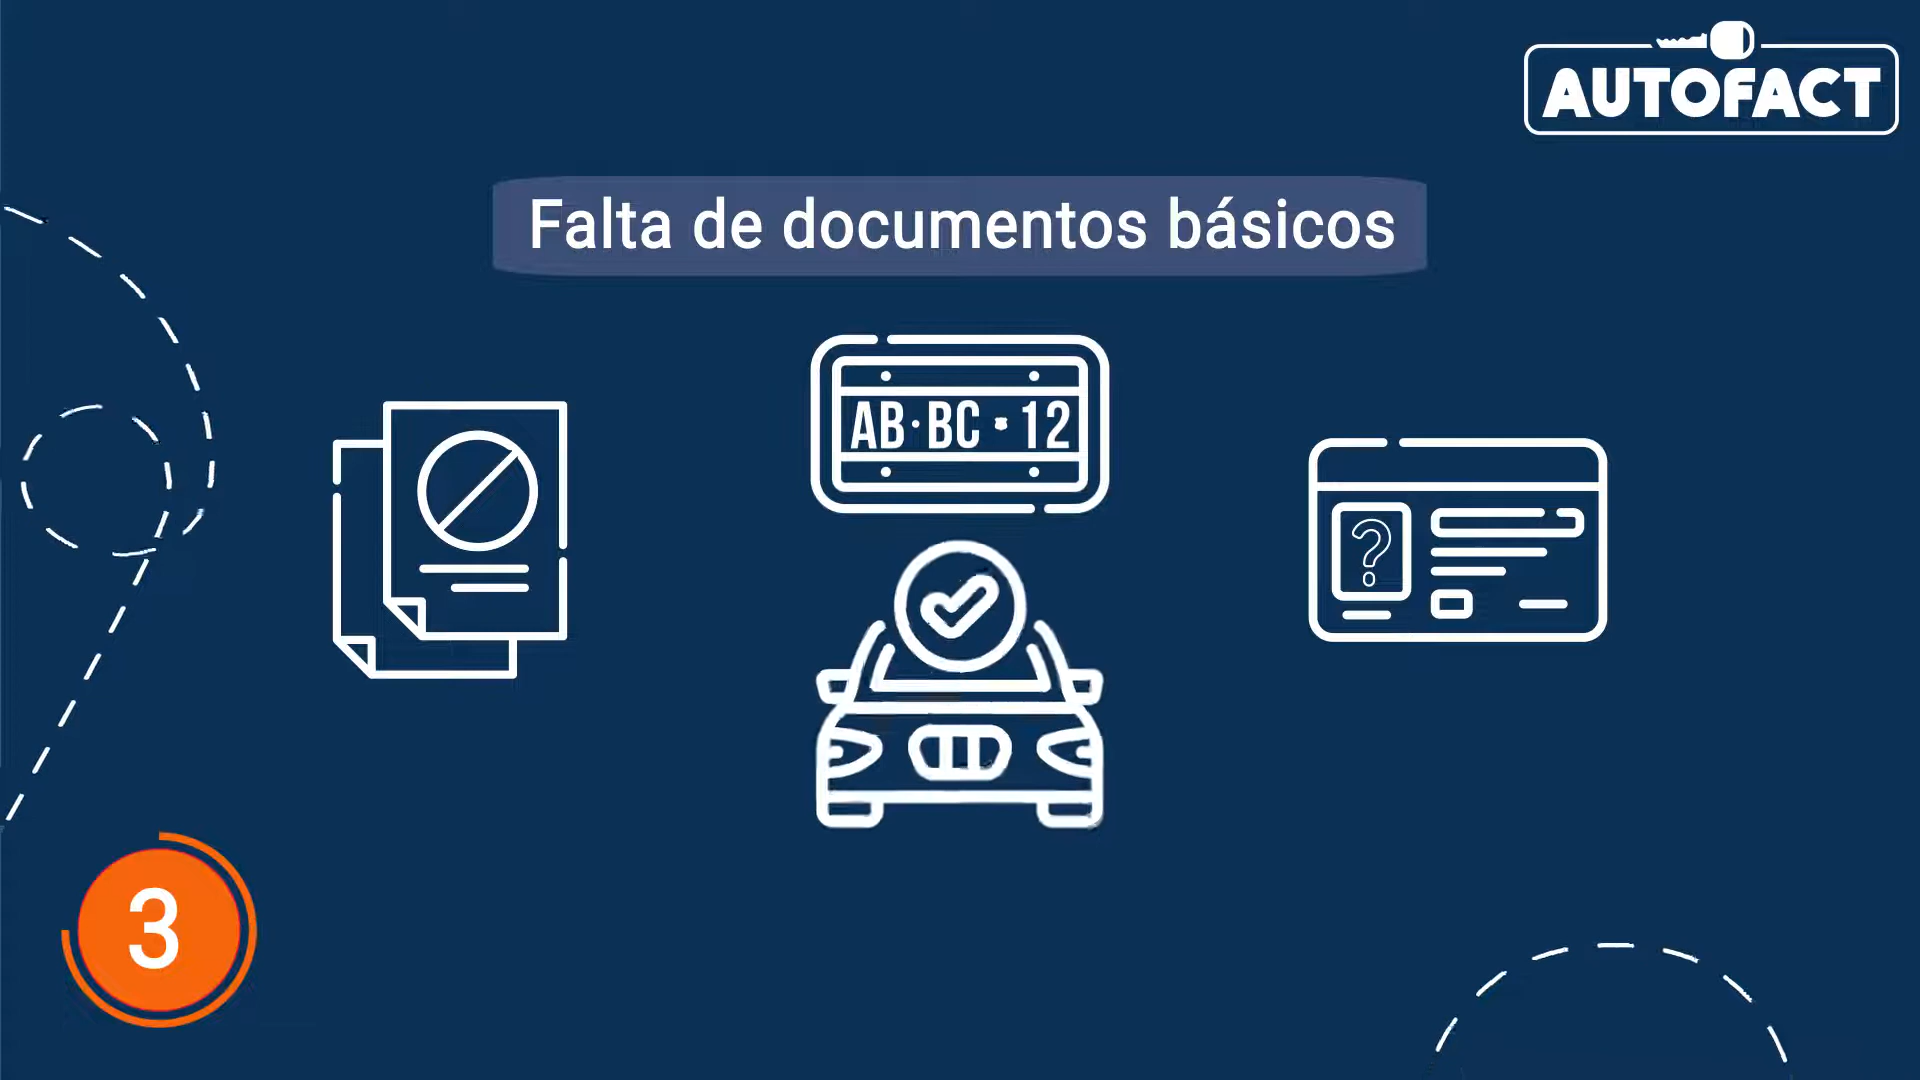 AUTOFACT
Falta de documentos básicos
AB·BC·12
?
3